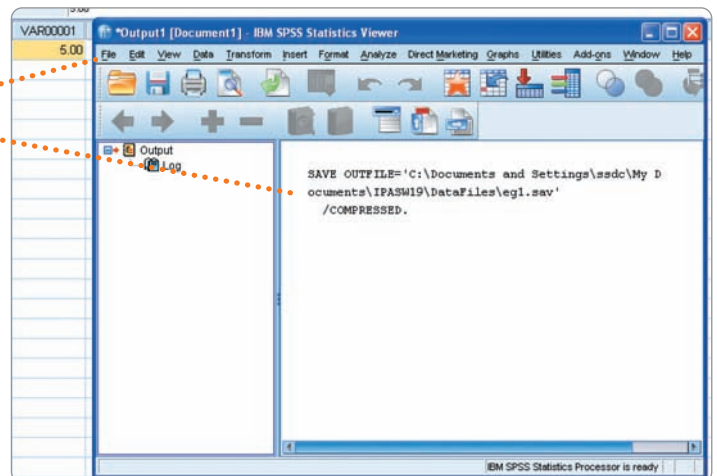 5.00
VAR00001
5.00
*Output1 [Document1] - IBM SPSS Statistics Viewer
File Edit View Data Transform Insert Format Analyze Direct Marketing Graphs Utilities Add-ons Window Help
Output
Log
SAVE OUTFILE='C:\Documents and Settings\ssdc\My D
ocuments\IPASW19\DataFiles\eg1.sav'
/COMPRESSED.
IBM SPSS Statistics Processor is ready